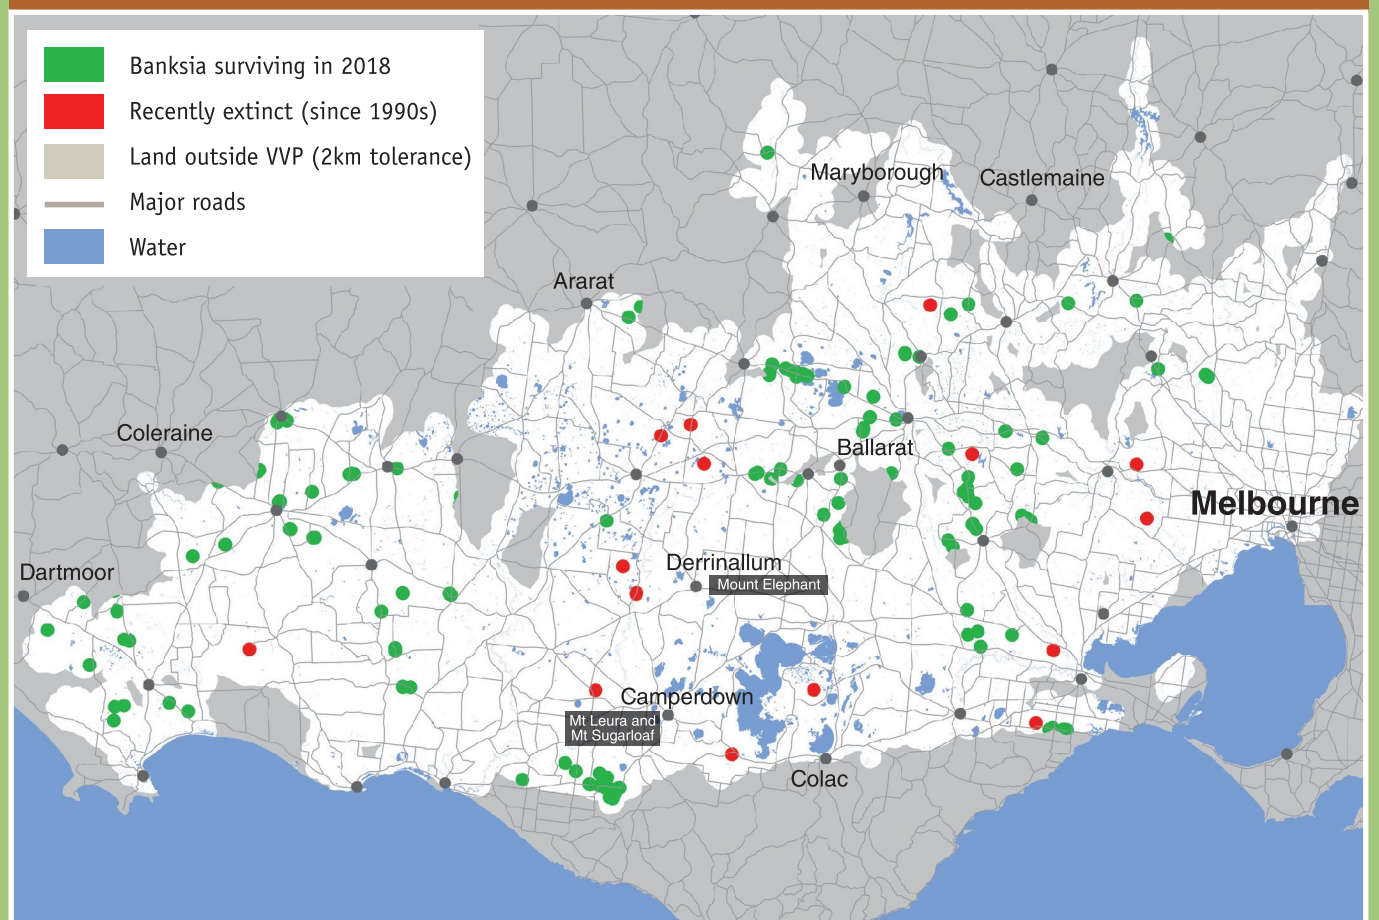 Banksia surviving in 2018
Recently extinct (since 1990s)
Land outside VVP (2km tolerance)
Major roads
Water
Maryborough
Castlemaine
Ararat
Coleraine
Ballarat
Melbourne
Dartmoor
Derrinallum
Mount Elephant
Camperdown
Mt Leura and
Mt Sugarloaf
Colac